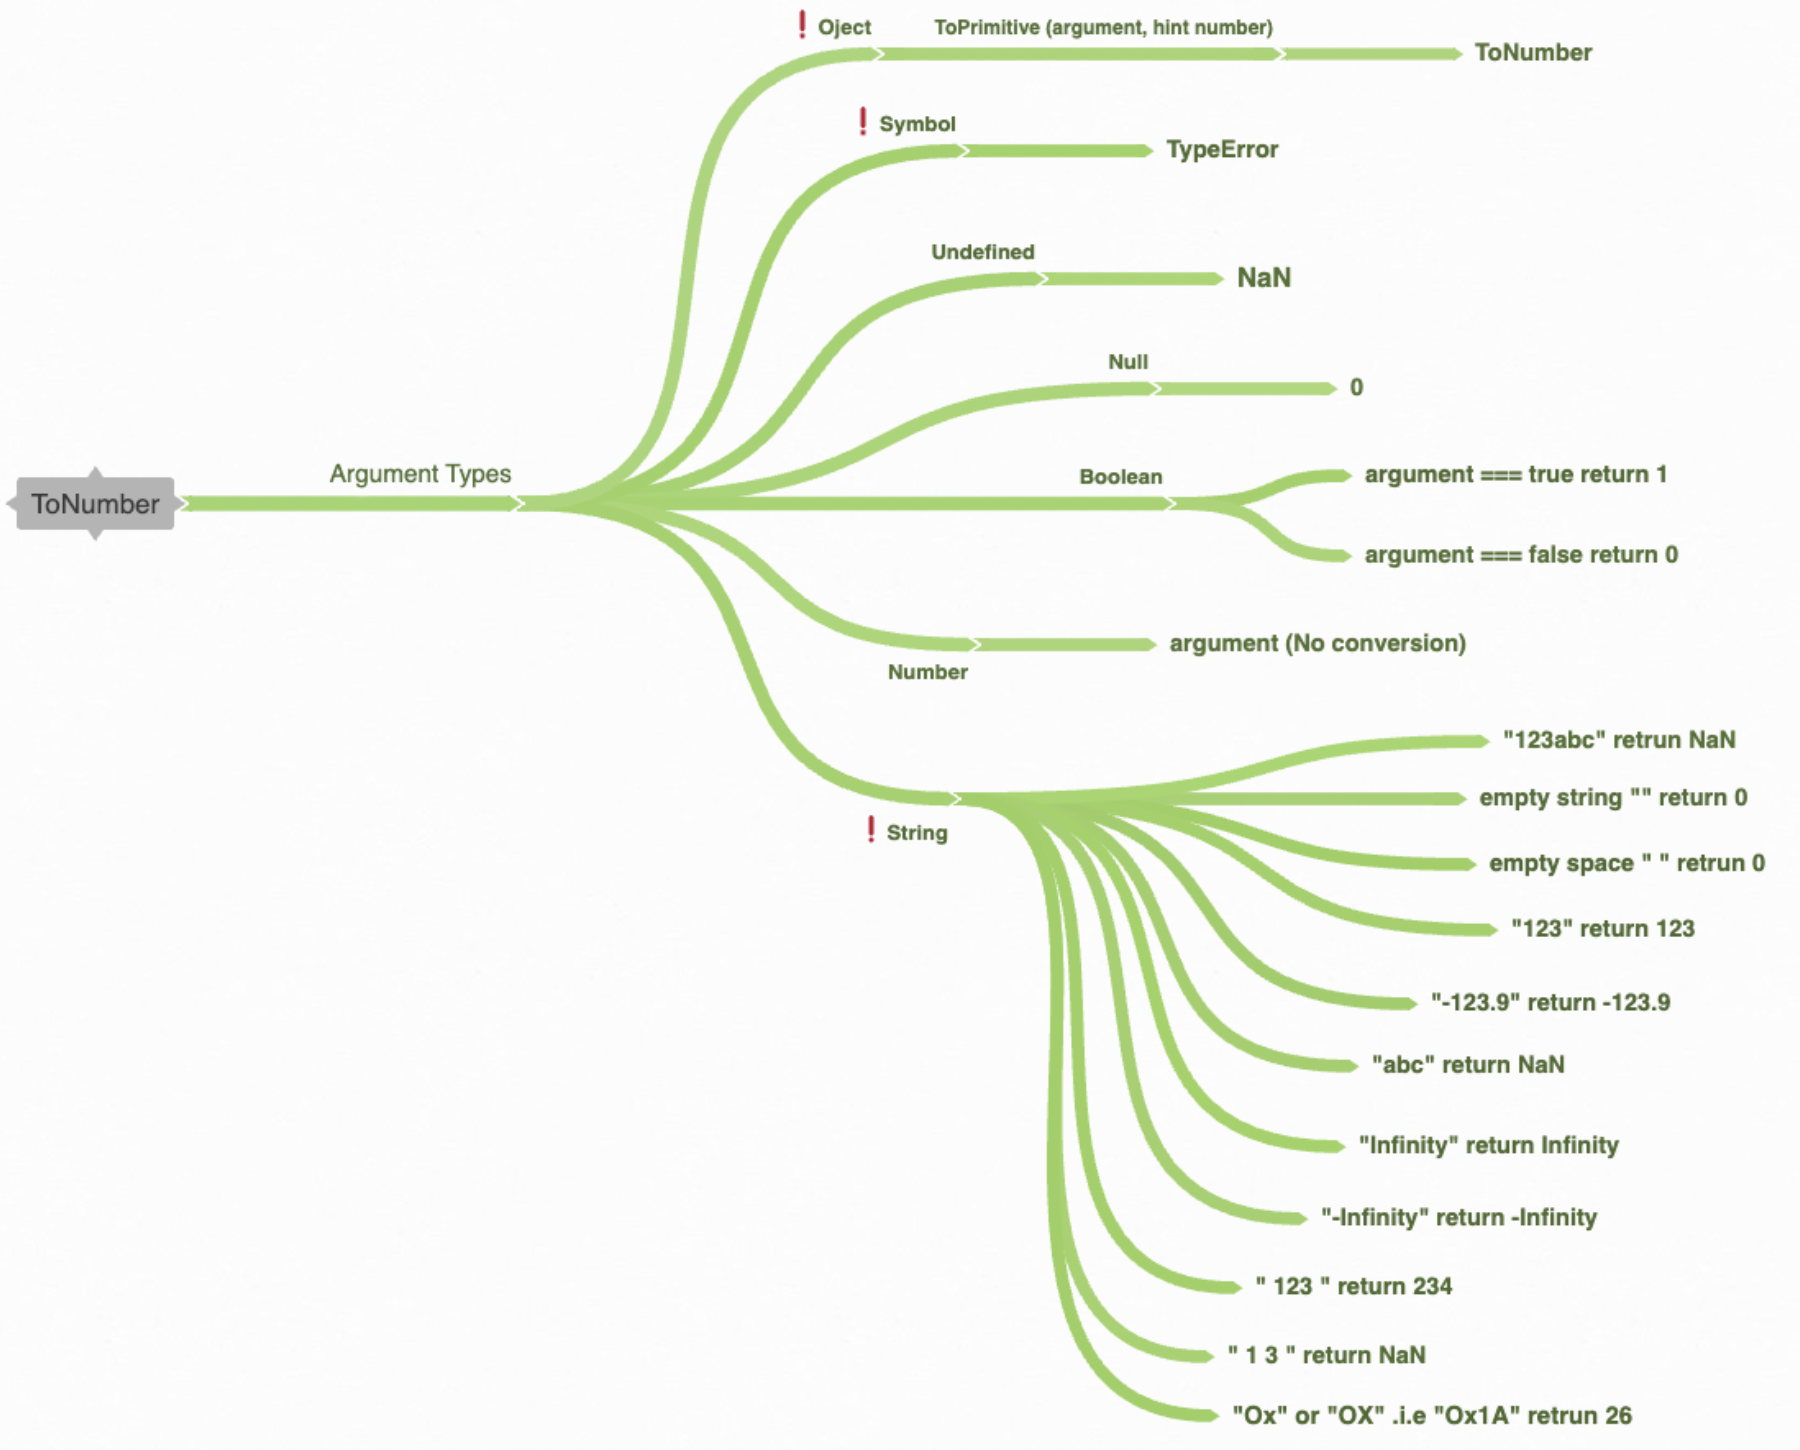 Oject
ToPrimitive (argument, hint number)
ToNumber
Symbol
TypeError
Undefined
NaN
Null
0
ToNumber
Argument Types
Boolean
argument === true return 1
argument === false return 0
Number
argument (No conversion)
String
"123abc" retrun NaN
empty string "" return 0
empty space " " retrun 0
"123" return 123
"-123.9" return -123.9
"abc" return NaN
"Infinity" return Infinity
"-Infinity" return -Infinity
" 123 " return 234
" 1 3 " return NaN
"Ox" or "OX" .i.e "Ox1A" retrun 26